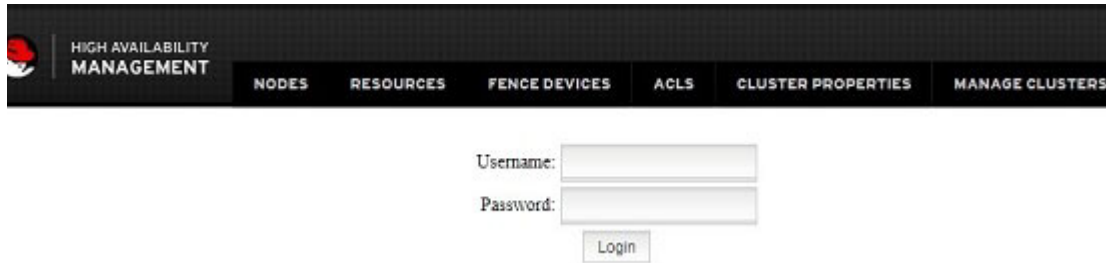 HIGH AVAILABILITY
MANAGEMENT
NODES RESOURCES FENCE DEVICES ACLS CLUSTER PROPERTIES MANAGE CLUSTERS
Username:
Password:
Login